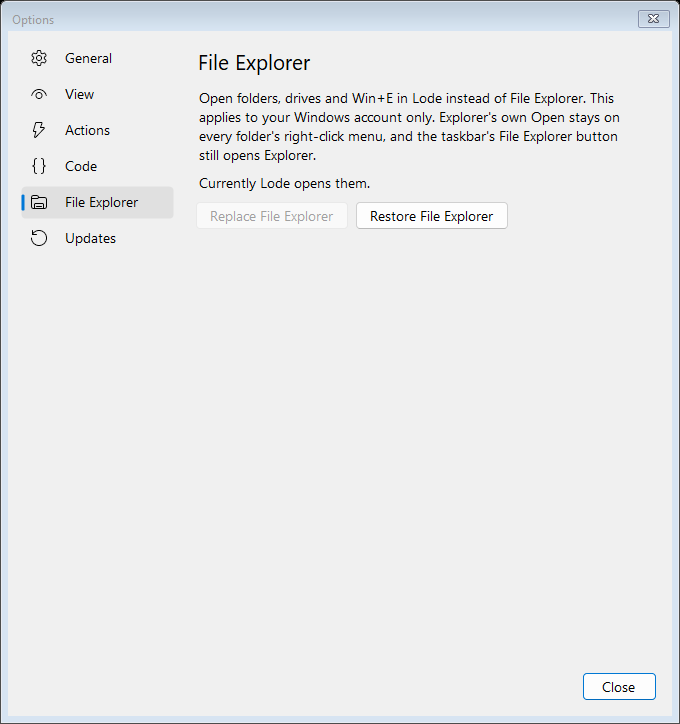 Options
General
View
Actions
{} Code
File Explorer
Updates
File Explorer
Open folders, drives and Win+E in Lode instead of File Explorer. This
applies to your Windows account only. Explorer's own Open stays on
every folder's right-click menu, and the taskbar's File Explorer button
still opens Explorer.
Currently Lode opens them.
Replace File Explorer Restore File Explorer
Close